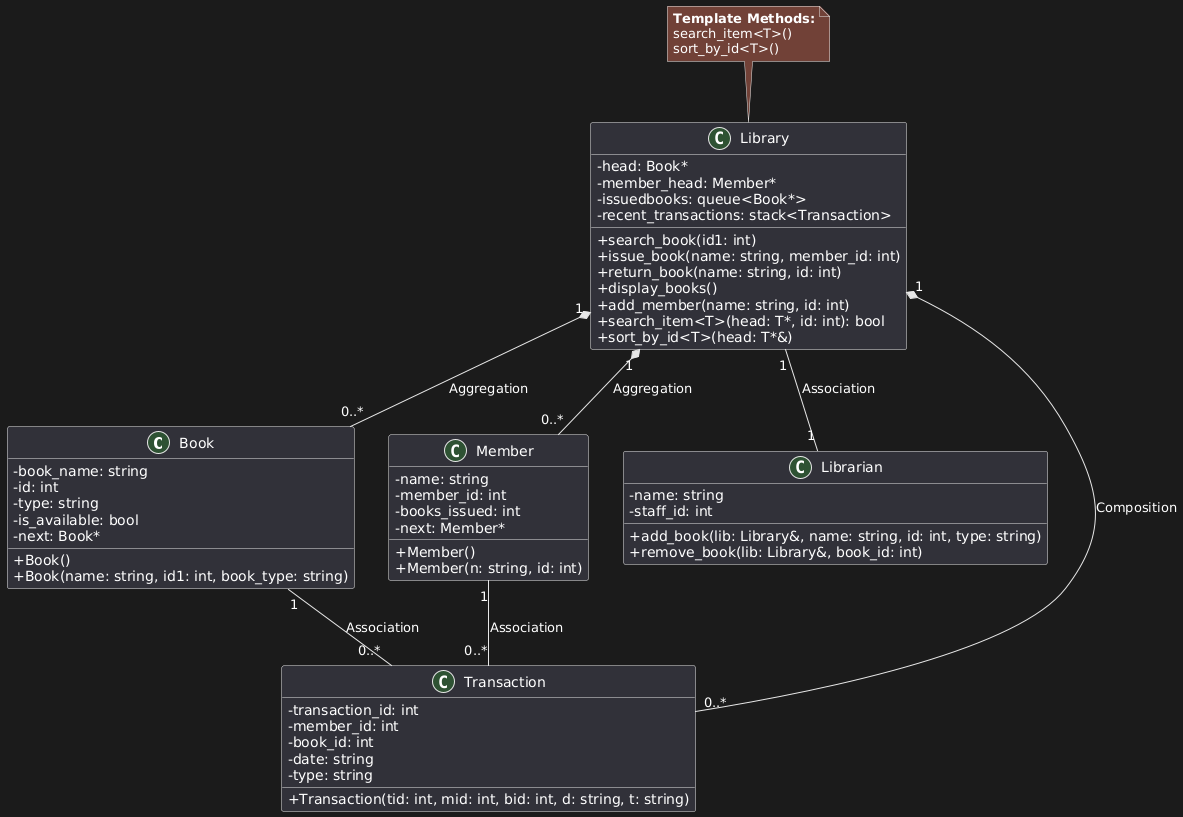 Template Methods:
search_item<T>()
sort_by_id<T>()
C Library
-head: Book*
-member_head: Member*
-issuedbooks: queue<Book*>
-recent_transactions: stack<Transaction>
+search_book(id1: int)
+issue_book(name: string, member_id: int)
+return_book(name: string, id: int)
+display_books()
+add_member(name: string, id: int)
+search_item<T>(head: T*, id: int): bool
+sort_by_id<T>(head: T*&)
1
1
1
1
Aggregation
Aggregation
Association
0..*
0..*
1
C Book
-book_name: string
-id: int
-type: string
-is_available: bool
-next: Book*
+Book()
+Book(name: string, id1: int, book_type: string)
C Member
-name: string
-member_id: int
-books_issued: int
-next: Member*
+Member()
+Member(n: string, id: int)
C Librarian
-name: string
-staff_id: int
+add_book(lib: Library&, name: string, id: int, type: string)
+remove_book(lib: Library&, book_id: int)
Composition
1
1
Association
Association
0..*
0..*
0..*
C Transaction
-transaction_id: int
-member_id: int
-book_id: int
-date: string
-type: string
+Transaction(tid: int, mid: int, bid: int, d: string, t: string)